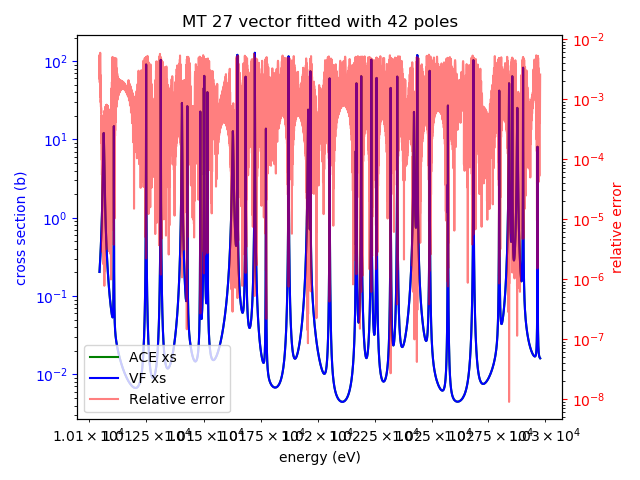 MT 27 vector fitted with 42 poles
10²
10¹
10⁰
10⁻¹
10⁻²
cross section (b)
10⁻²
10⁻³
10⁻⁴
10⁻⁵
10⁻⁶
10⁻⁷
10⁻⁸
relative error
ACE xs
VF xs
Relative error
energy (eV)